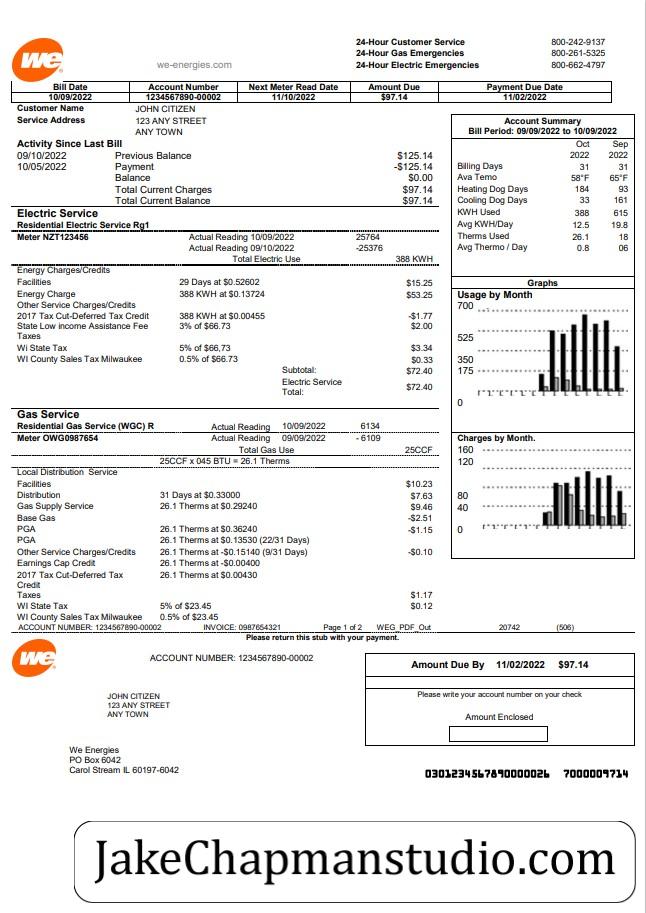 we
we-energies.com
24-Hour Customer Service 800-242-9137
24-Hour Gas Emergencies 800-261-5325
24-Hour Electric Emergencies 800-662-4797
Bill Date Account Number Next Meter Read Date Amount Due Payment Due Date
10/09/2022 1234567890-00002 11/10/2022 $97.14 11/02/2022
Customer Name JOHN CITIZEN
Service Address 123 ANY STREET
ANY TOWN
Activity Since Last Bill
09/10/2022 Previous Balance $125.14
10/05/2022 Payment -$125.14
Balance $0.00
Total Current Charges $97.14
Total Current Balance $97.14
Account Summary
Bill Period: 09/09/2022 to 10/09/2022
Oct Sep
2022 2022
Billing Days 31 31
Ava Temo 58°F 65°F
Heating Dog Days 184 93
Cooling Dog Days 33 161
KWH Used 388 615
Avg KWH/Day 12.5 19.8
Therms Used 26.1 18
Avg Thermo / Day 0.8 06
Electric Service
Residential Electric Service Rg1
Meter NZT123456 Actual Reading 10/09/2022 25764
Actual Reading 09/10/2022 -25376
Total Electric Use 388 KWH
Energy Charges/Credits
Facilities 29 Days at $0.52602 $15.25
Energy Charge 388 KWH at $0.13724 $53.25
Other Service Charges/Credits
2017 Tax Cut-Deferred Tax Credit 388 KWH at $0.00455 -$1.77
State Low income Assistance Fee 3% of $66.73 $2.00
Taxes
Wi State Tax 5% of $66,73 $3.34
WI County Sales Tax Milwaukee 0.5% of $66.73 $0.33
Subtotal: $72.40
Electric Service
Total: $72.40
Graphs
Usage by Month
700
525
350
175
0
Gas Service
Residential Gas Service (WGC) R Actual Reading 10/09/2022 6134
Meter OWG0987654 Actual Reading 09/09/2022 - 6109
Total Gas Use 25CCF
25CCF x 045 BTU = 26.1 Therms
Charges by Month.
160
120
80
40
0
Local Distribution Service
Facilities $10.23
Distribution 31 Days at $0.33000 $7.63
Gas Supply Service 26.1 Therms at $0.29240 $9.46
Base Gas -$2.51
PGA 26.1 Therms at $0.36240 -$1.15
PGA 26.1 Therms at $0.13530 (22/31 Days)
Other Service Charges/Credits 26.1 Therms at -$0.15140 (9/31 Days) -$0.10
Earnings Cap Credit 26.1 Therms at -$0.00400
2017 Tax Cut-Deferred Tax 26.1 Therms at $0.00430
Credit
Taxes $1.17
WI State Tax 5% of $23.45 $0.12
WI County Sales Tax Milwaukee 0.5% of $23.45
ACCOUNT NUMBER: 1234567890-00002 INVOICE: 0987654321 Page 1 of 2 WEG_PDF_Out 20742 (506)
Please return this stub with your payment.
we
ACCOUNT NUMBER: 1234567890-00002
Amount Due By 11/02/2022 $97.14
Please write your account number on your check
Amount Enclosed
JOHN CITIZEN
123 ANY STREET
ANY TOWN
We Energies
PO Box 6042
Carol Stream IL 60197-6042
0301234567890000026 7000009714
JakeChapmanstudio.com